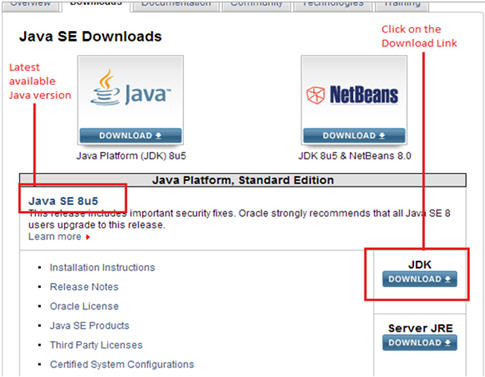 Overview Downloads Documentation Community Technologies Training
Java SE Downloads
Click on the
Download Link
Latest
available
Java version
Java™
NetBeans
DOWNLOAD
DOWNLOAD
Java Platform (JDK) 8u5
JDK 8u5 & NetBeans 8.0
Java Platform, Standard Edition
Java SE 8u5
This release includes important security fixes. Oracle strongly recommends that all Java SE 8
users upgrade to this release.
Learn more
Installation Instructions
Release Notes
Oracle License
Java SE Products
Third Party Licenses
Certified System Configurations
JDK
DOWNLOAD
Server JRE
DOWNLOAD